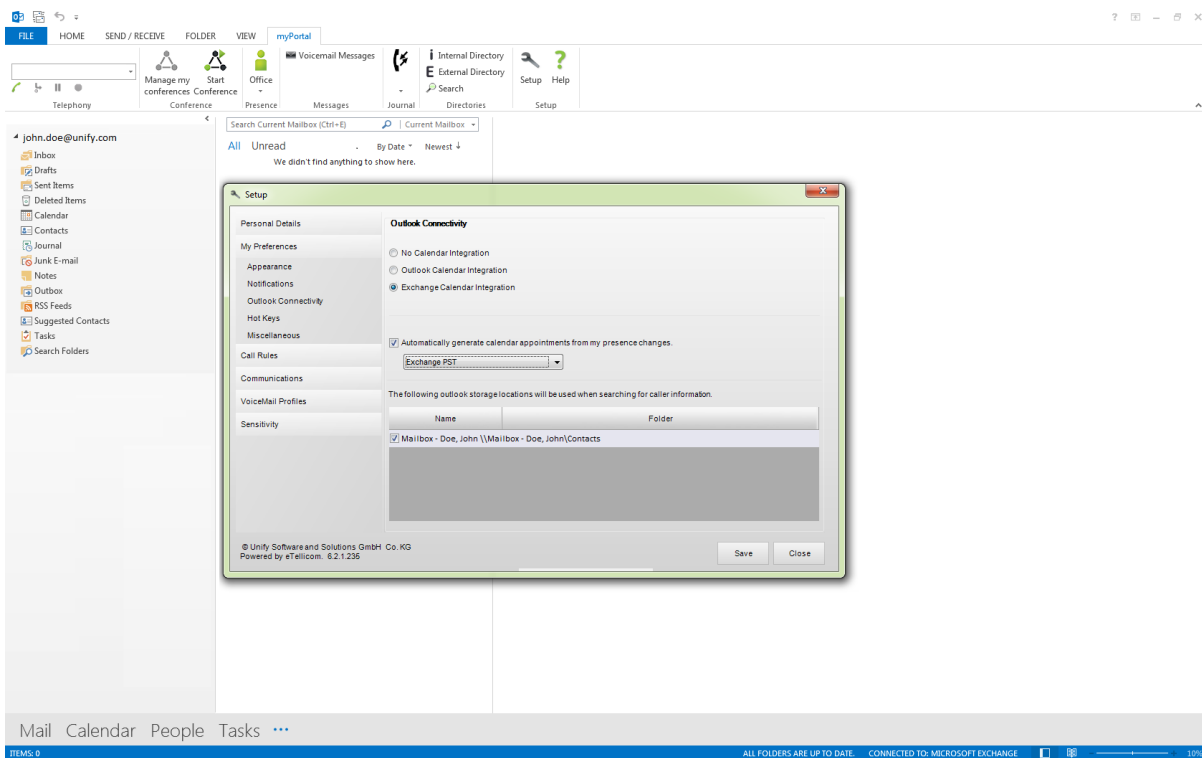 FILE HOME SEND / RECEIVE FOLDER VIEW myPortal
Manage my conferences
Start Conference
Office
Voicemail Messages
Internal Directory
E External Directory
Search
Setup Help
Telephony Conference Presence Messages Journal Directories Setup
john.doe@unify.com
Inbox
Drafts
Sent Items
Deleted Items
Calendar
Contacts
Journal
Junk E-mail
Notes
Outbox
RSS Feeds
Suggested Contacts
Tasks
Search Folders
Search Current Mailbox (Ctrl+E) Current Mailbox
All Unread By Date Newest ↓
We didn't find anything to show here.
Setup
Personal Details
My Preferences
Appearance
Notifications
Outlook Connectivity
Hot Keys
Miscellaneous
Call Rules
Communications
VoiceMail Profiles
Sensitivity
Outlook Connectivity
No Calendar Integration
Outlook Calendar Integration
Exchange Calendar Integration
Automatically generate calendar appointments from my presence changes.
Exchange PST
The following outlook storage locations will be used when searching for caller information.
Name Folder
Mailbox - Doe, John \\Mailbox - Doe, John\Contacts
© Unify Software and Solutions GmbH Co. KG
Powered by eTellicom. 6.2.1.235
Save Close
Mail Calendar People Tasks •••
ITEMS: 0 ALL FOLDERS ARE UP TO DATE. CONNECTED TO: MICROSOFT EXCHANGE 10%